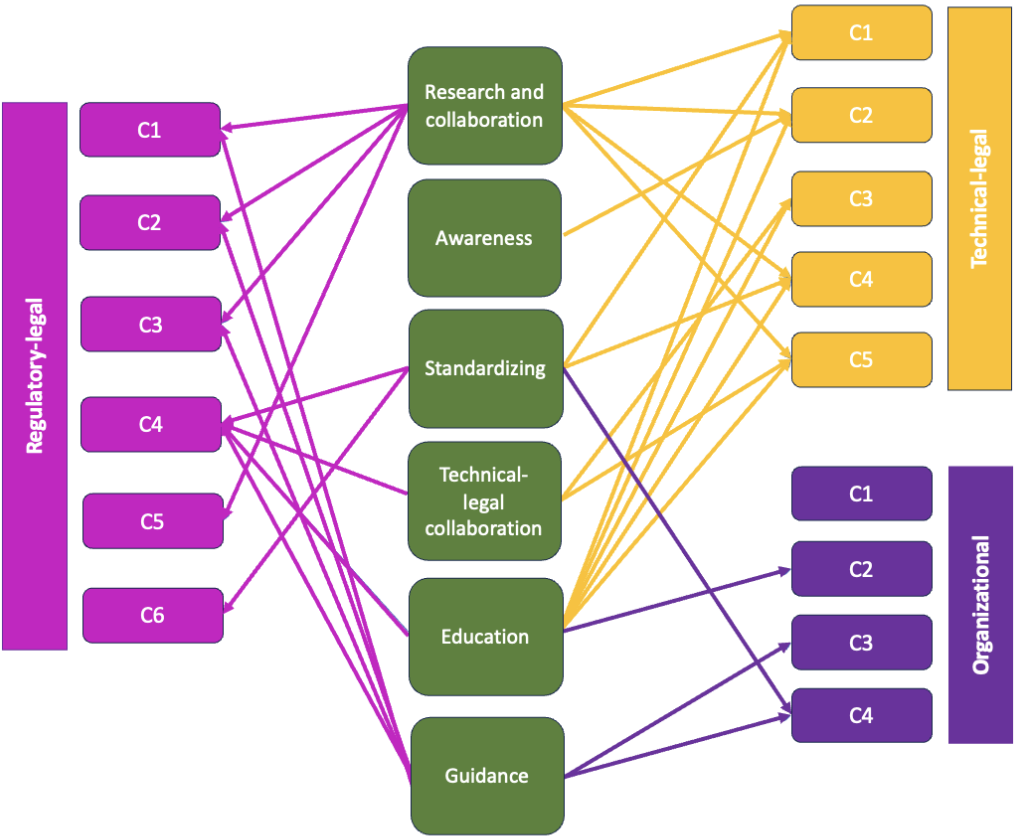 Regulatory-legal
C1
C2
C3
C4
C5
C6
Research and
collaboration
Awareness
Standardizing
Technical-
legal
collaboration
Education
Guidance
C1
C2
C3
C4
C5
Technical-legal
C1
C2
C3
C4
Organizational